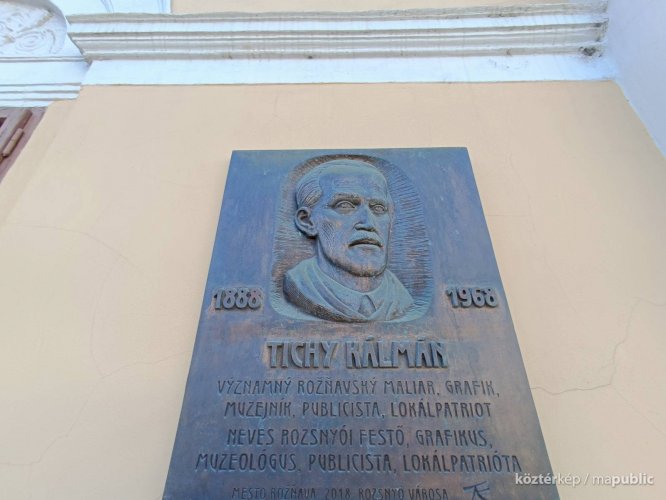 1888 1968
TICHY KÁLMÁN
VÝZNAMNÝ ROŽŇAVSKÝ MALIAR, GRAFIK,
MUZEJNÍK, PUBLICISTA, LOKÁLPATRIOT
NEVES ROZSNYÓI FESTŐ, GRAFIKUS,
MUZEOLÓGUS, PUBLICISTA, LOKÁLPATRIÓTA
MESTO ROŽŇAVA 2018 ROZSNYÓ VÁROSA
köztérkép / mapublic